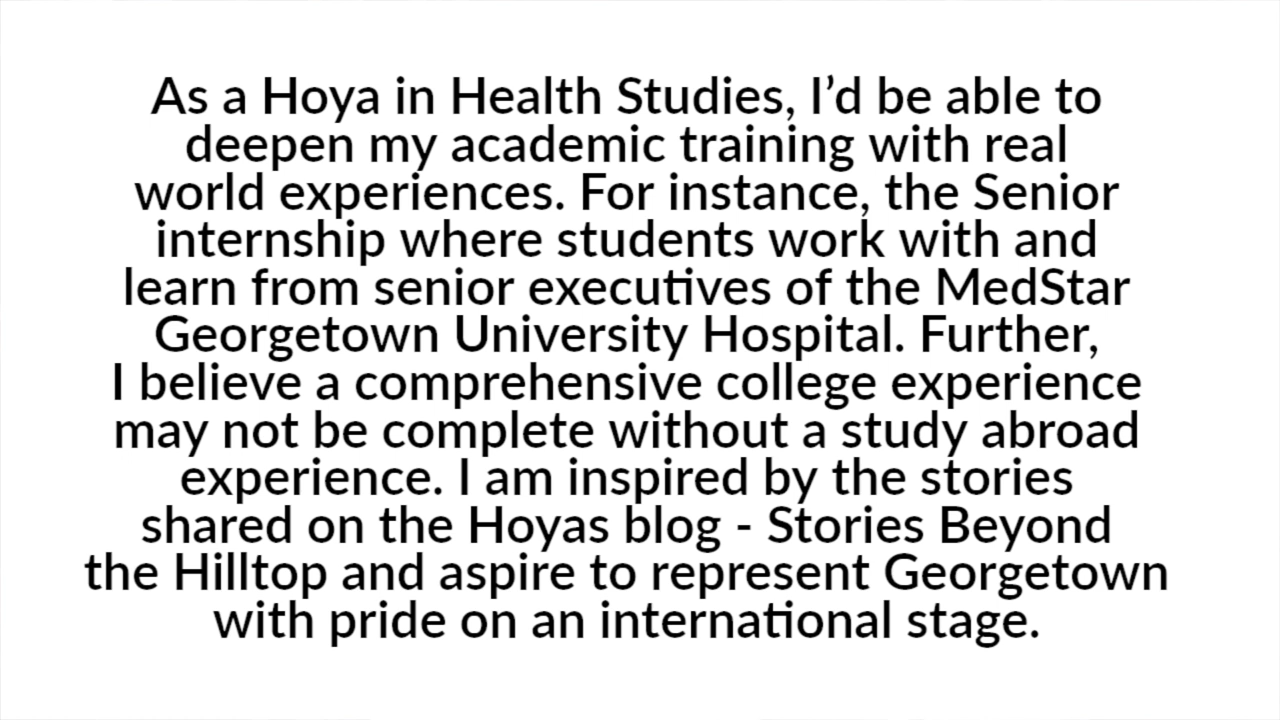 As a Hoya in Health Studies, I’d be able to
deepen my academic training with real
world experiences. For instance, the Senior
internship where students work with and
learn from senior executives of the MedStar
Georgetown University Hospital. Further,
I believe a comprehensive college experience
may not be complete without a study abroad
experience. I am inspired by the stories
shared on the Hoyas blog - Stories Beyond
the Hilltop and aspire to represent Georgetown
with pride on an international stage.